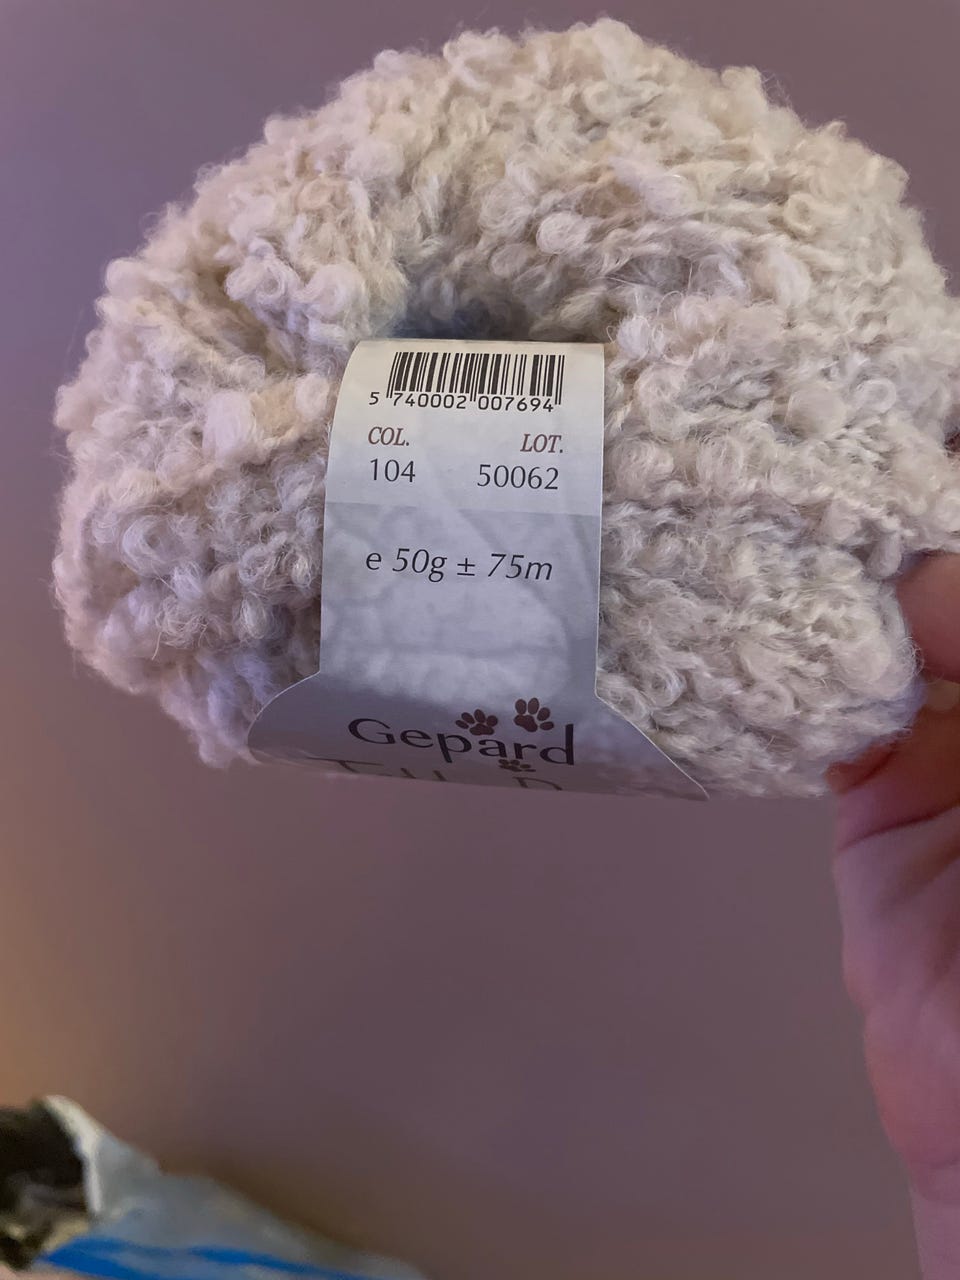 5 740002 007694
COL. LOT.
104 50062
e 50g ± 75m
Gepard